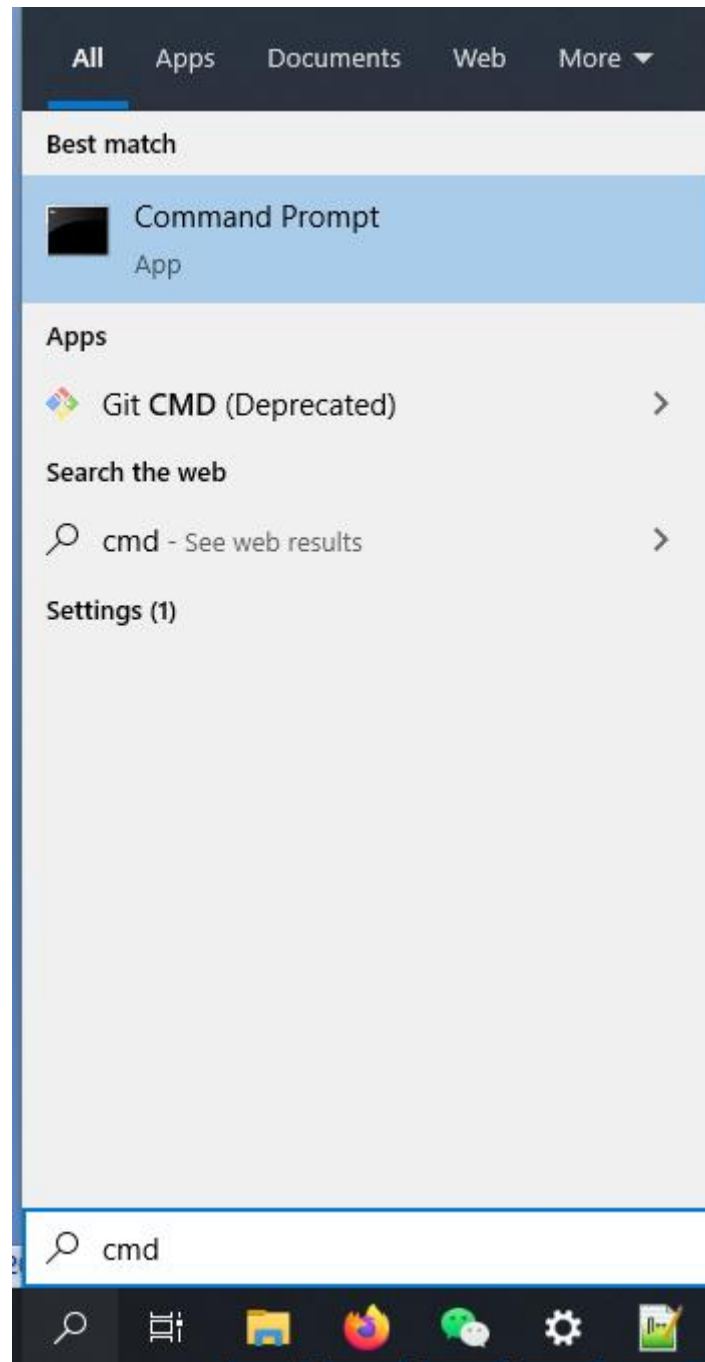 All Apps Documents Web More
Best match
Command Prompt
App
Apps
Git CMD (Deprecated)
Search the web
cmd - See web results
Settings (1)
cmd